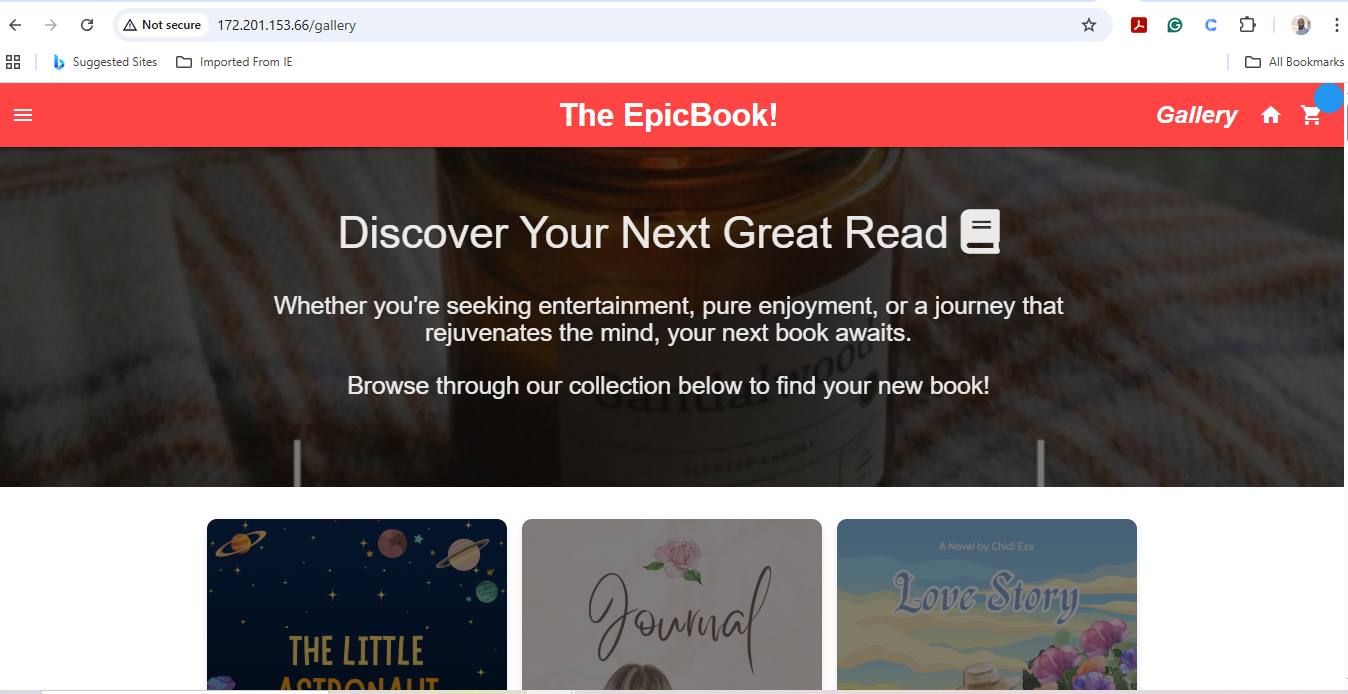 Not secure
172.201.153.66/gallery
Suggested Sites
Imported From IE
All Bookmarks
The EpicBook!
Gallery
Discover Your Next Great Read
Whether you're seeking entertainment, pure enjoyment, or a journey that
rejuvenates the mind, your next book awaits.
Browse through our collection below to find your new book!
Sandalwood
SCENTED CANDLE
THE LITTLE
ASTRONAUT
Journal
A Novel by Chidi Eze
Love Story